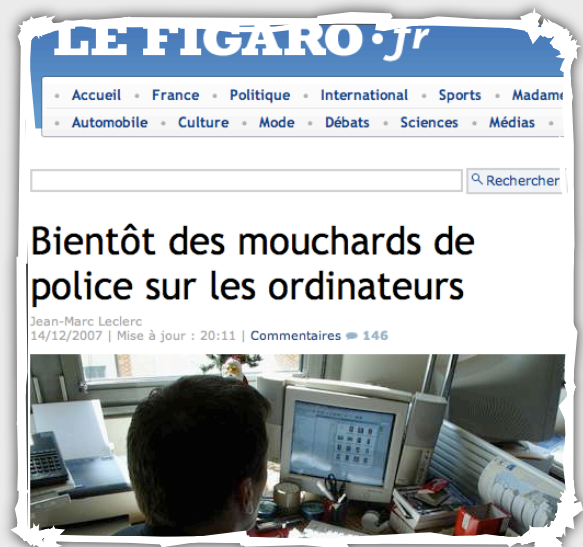 LE FIGARO·fr
• Accueil • France • Politique • International • Sports • Madame
• Automobile • Culture • Mode • Débats • Sciences • Médias •
Rechercher
Bientôt des mouchards de
police sur les ordinateurs
Jean-Marc Leclerc
14/12/2007 | Mise à jour : 20:11 | Commentaires 146